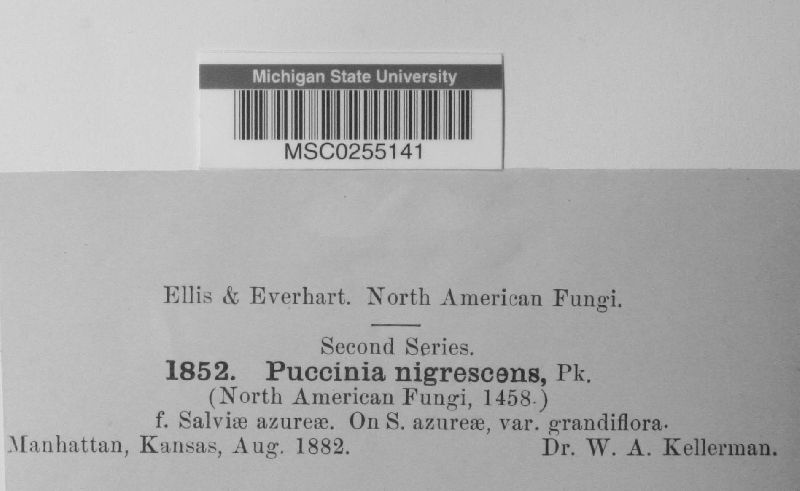 Michigan State University
MSC0255141
Ellis & Everhart. North American Fungi.
Second Series.
1852. Puccinia nigrescens, Pk.
(North American Fungi, 1458.)
f. Salviæ azureæ. On S. azureæ, var. grandiflora.
Manhattan, Kansas, Aug. 1882. Dr. W. A. Kellerman.